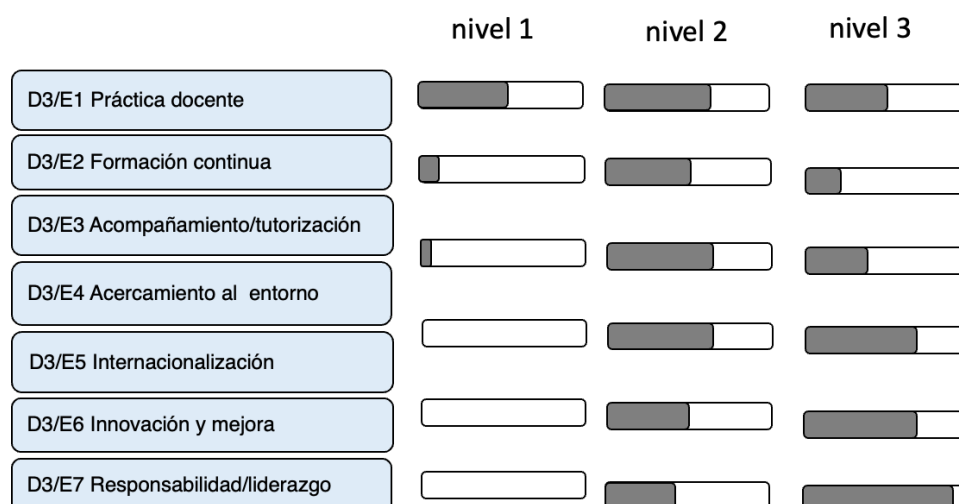 nivel 1 nivel 2 nivel 3
D3/E1 Práctica docente
D3/E2 Formación continua
D3/E3 Acompañamiento/tutorización
D3/E4 Acercamiento al entorno
D3/E5 Internacionalización
D3/E6 Innovación y mejora
D3/E7 Responsabilidad/liderazgo